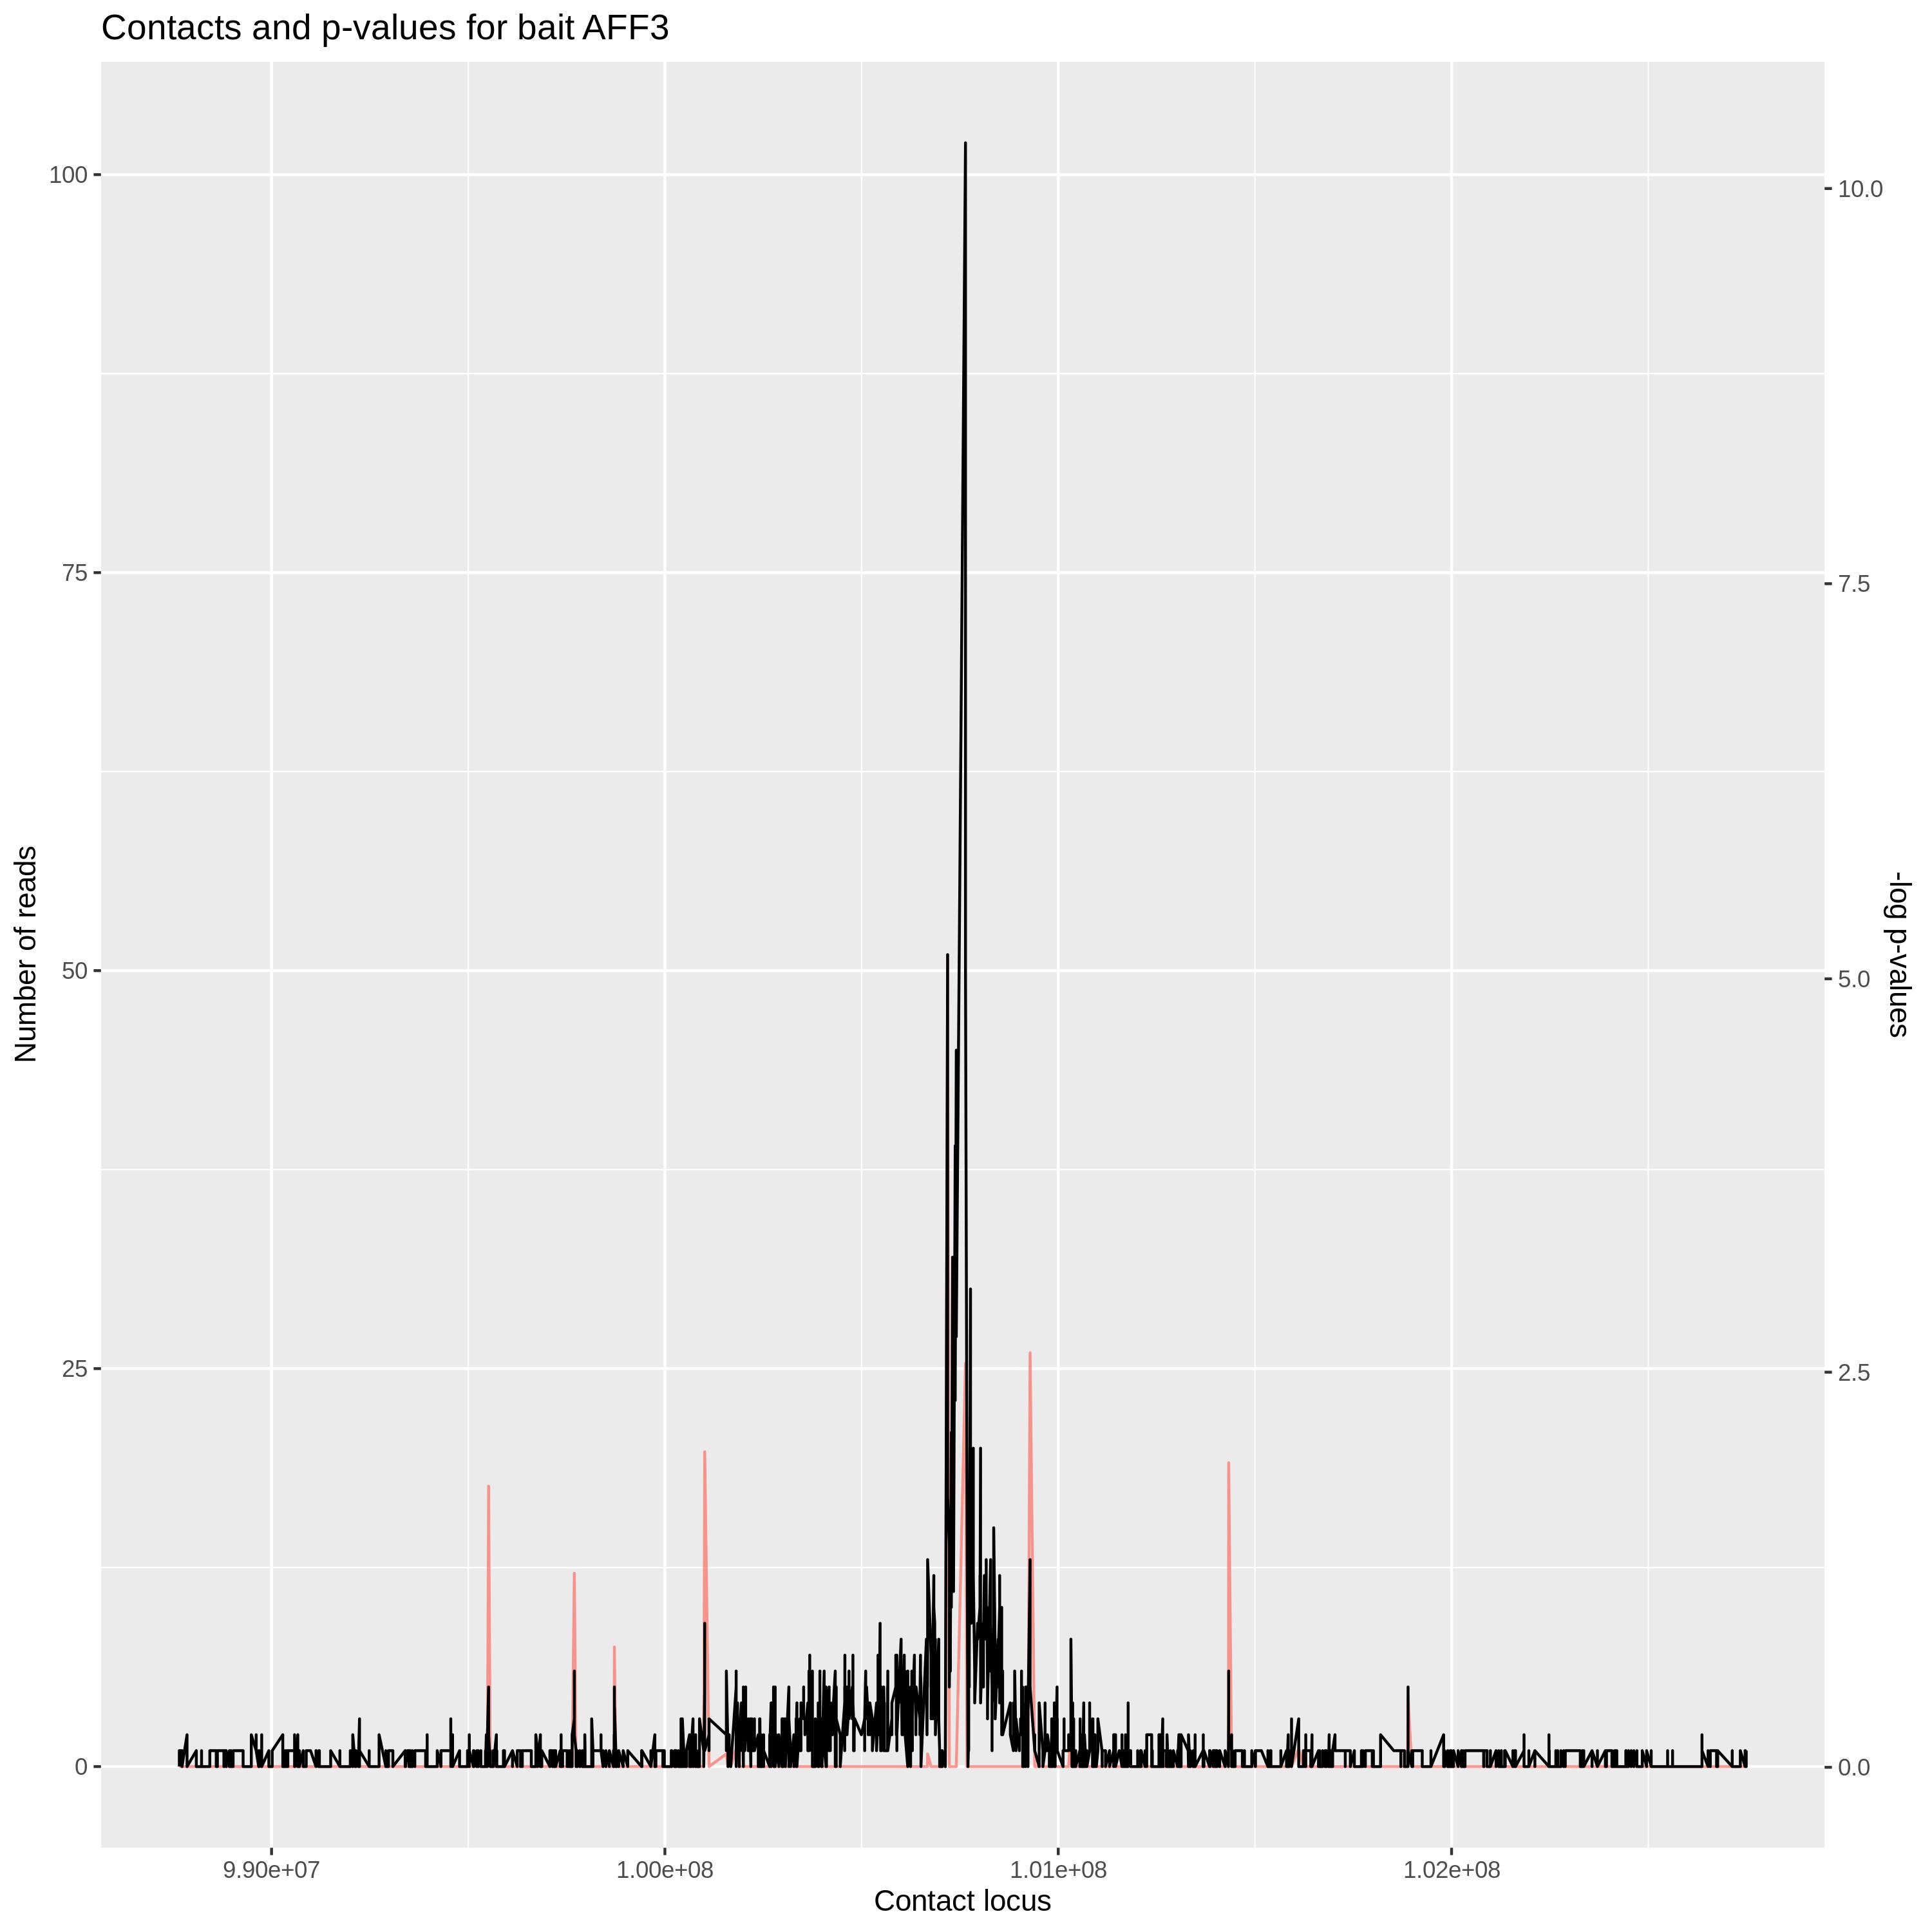 Contacts and p-values for bait AFF3
100
75
50
25
0
Number of reads
10.0
7.5
5.0
2.5
0.0
-log p-values
9.90e+07 1.00e+08 1.01e+08 1.02e+08
Contact locus